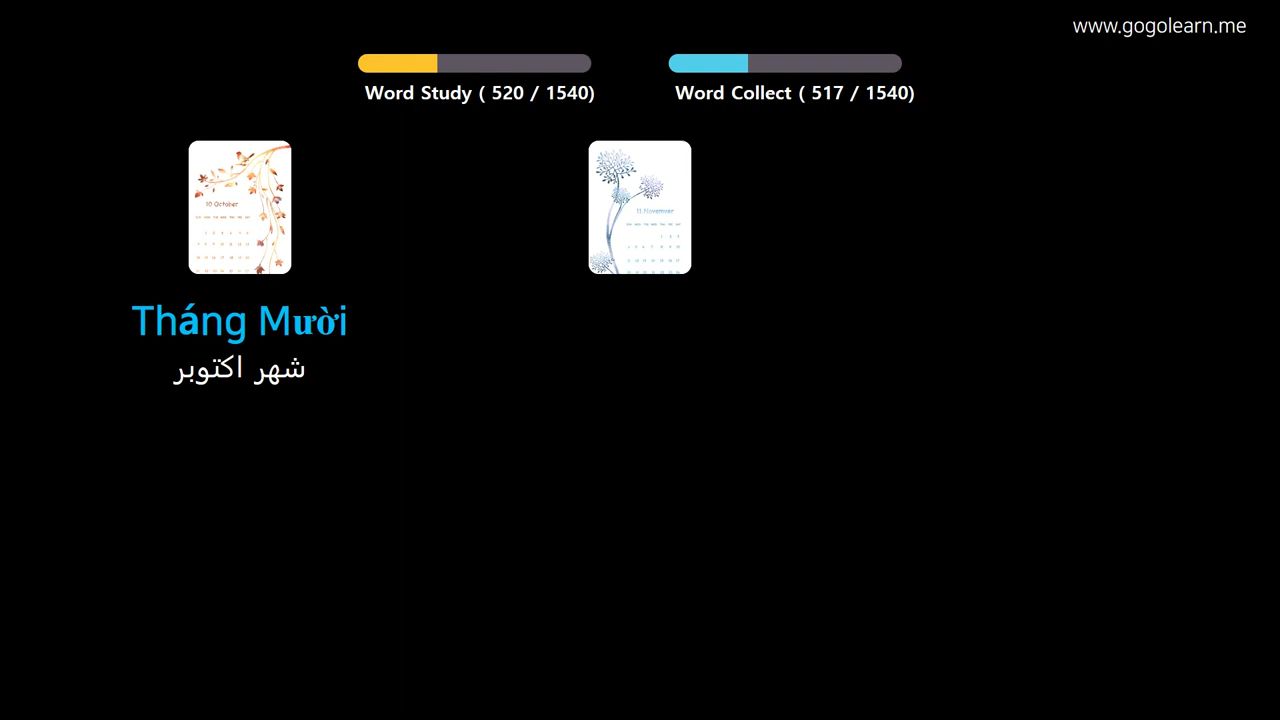 www.gogolearn.me
Word Study ( 520 / 1540)
Word Collect ( 517 / 1540)
10 October
11 November
Tháng Mười
شهر اکتوبر